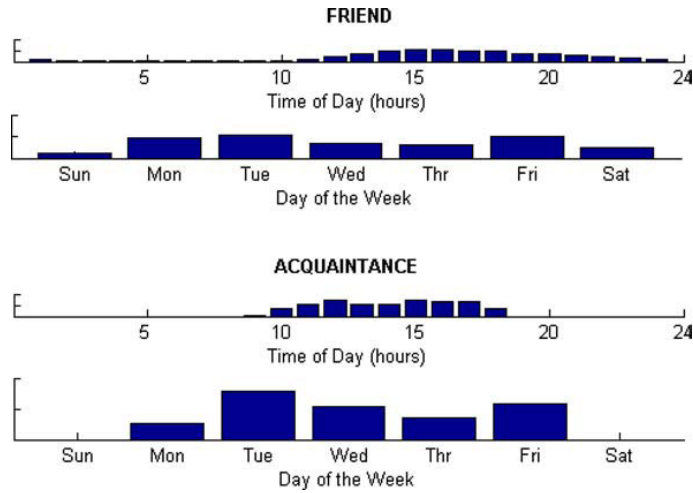 FRIEND
5 10 15 20 24
Time of Day (hours)
Sun Mon Tue Wed Thr Fri Sat
Day of the Week
ACQUAINTANCE
5 10 15 20 24
Time of Day (hours)
Sun Mon Tue Wed Thr Fri Sat
Day of the Week